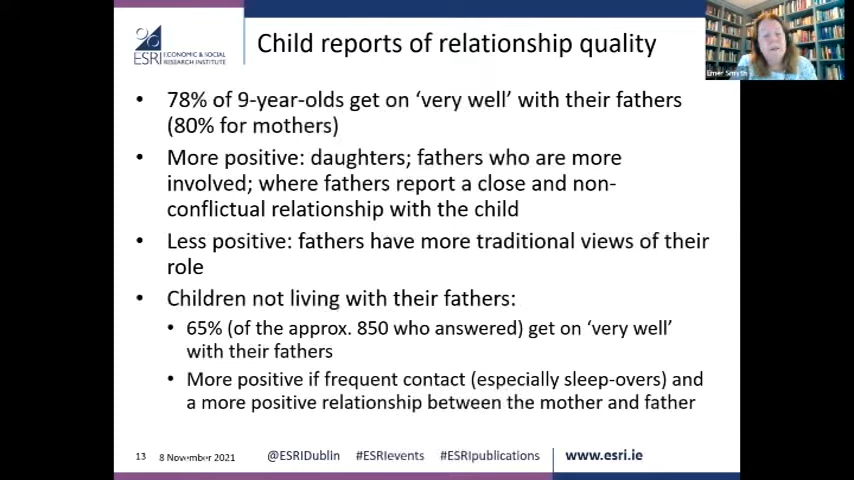 ESRI
ECONOMIC & SOCIAL
RESEARCH INSTITUTE
Child reports of relationship quality
Emer Smyth
• 78% of 9-year-olds get on ‘very well’ with their fathers
(80% for mothers)
• More positive: daughters; fathers who are more
involved; where fathers report a close and non-
conflictual relationship with the child
• Less positive: fathers have more traditional views of their
role
• Children not living with their fathers:
• 65% (of the approx. 850 who answered) get on ‘very well’
with their fathers
• More positive if frequent contact (especially sleep-overs) and
a more positive relationship between the mother and father
13 8 November 2021 @ESRIDublin #ESRIevents #ESRIpublications www.esri.ie